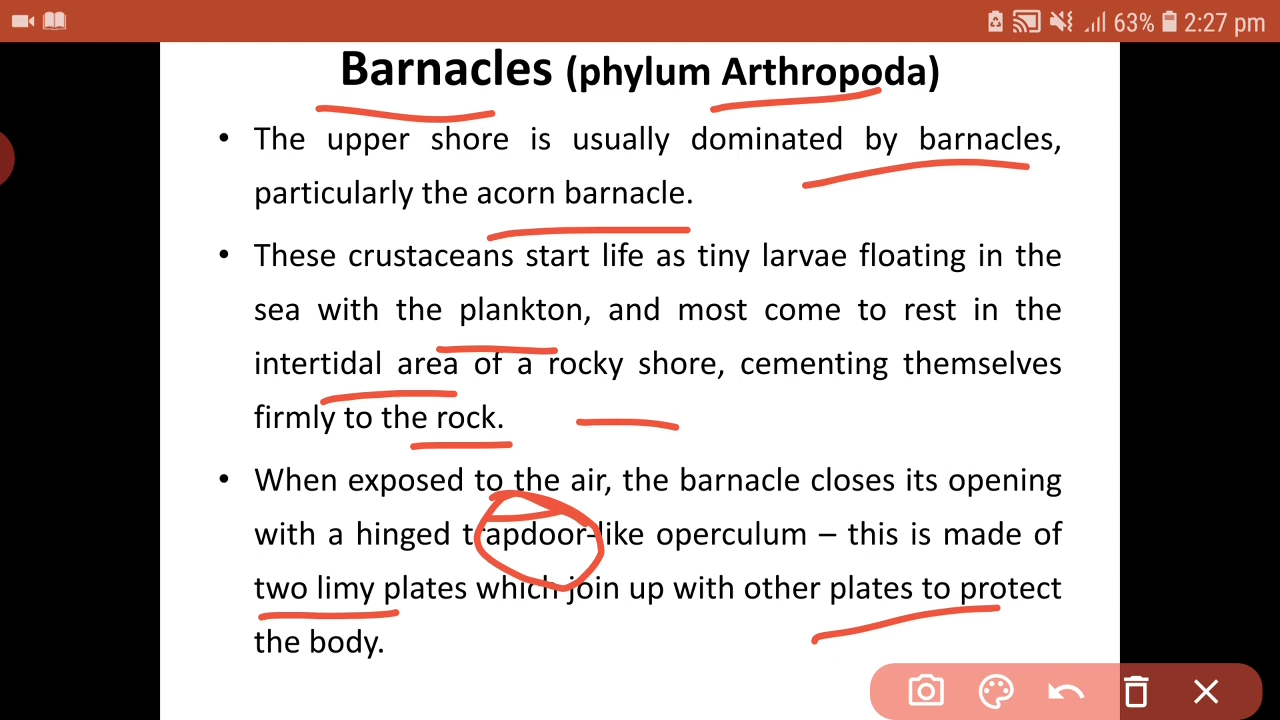 63% 2:27 pm
Barnacles (phylum Arthropoda)
• The upper shore is usually dominated by barnacles,
particularly the acorn barnacle.
• These crustaceans start life as tiny larvae floating in the
sea with the plankton, and most come to rest in the
intertidal area of a rocky shore, cementing themselves
firmly to the rock.
• When exposed to the air, the barnacle closes its opening
with a hinged trapdoor-like operculum – this is made of
two limy plates which join up with other plates to protect
the body.